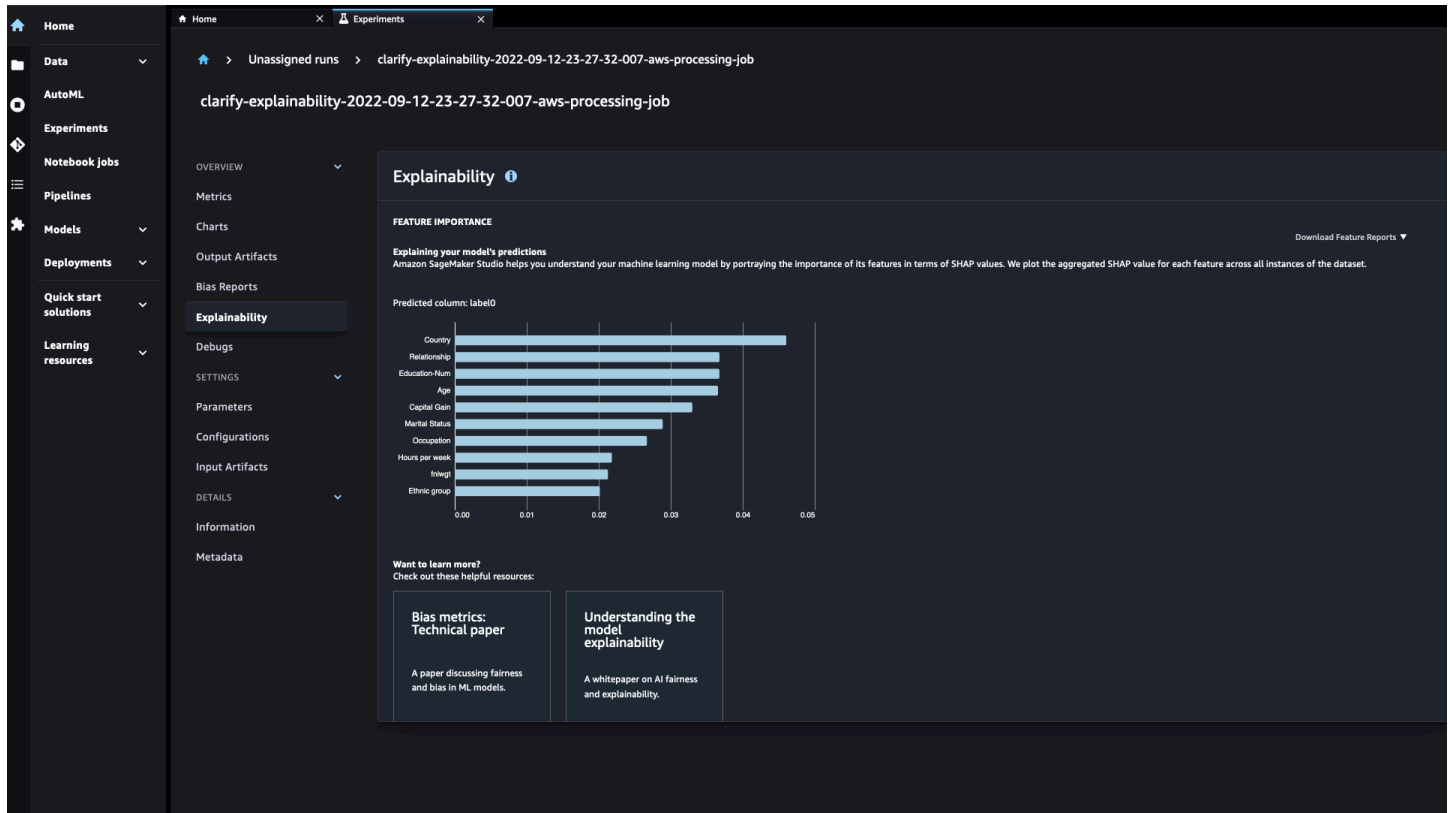 Home
Data
AutoML
Experiments
Notebook jobs
Pipelines
Models
Deployments
Quick start
solutions
Learning
resources
Home
Experiments
Unassigned runs
clarify-explainability-2022-09-12-23-27-32-007-aws-processing-job
clarify-explainability-2022-09-12-23-27-32-007-aws-processing-job
OVERVIEW
Metrics
Charts
Output Artifacts
Bias Reports
Explainability
Debugs
SETTINGS
Parameters
Configurations
Input Artifacts
DETAILS
Information
Metadata
Explainability
FEATURE IMPORTANCE
Download Feature Reports
Explaining your model's predictions
Amazon SageMaker Studio helps you understand your machine learning model by portraying the importance of its features in terms of SHAP values. We plot the aggregated SHAP value for each feature across all instances of the dataset.
Predicted column: label0
Country
Relationship
Education-Num
Age
Capital Gain
Marital Status
Occupation
Hours per week
fnlwgt
Ethnic group
0.00 0.01 0.02 0.03 0.04 0.05
Want to learn more?
Check out these helpful resources:
Bias metrics:
Technical paper
A paper discussing fairness
and bias in ML models.
Understanding the
model
explainability
A whitepaper on AI fairness
and explainability.